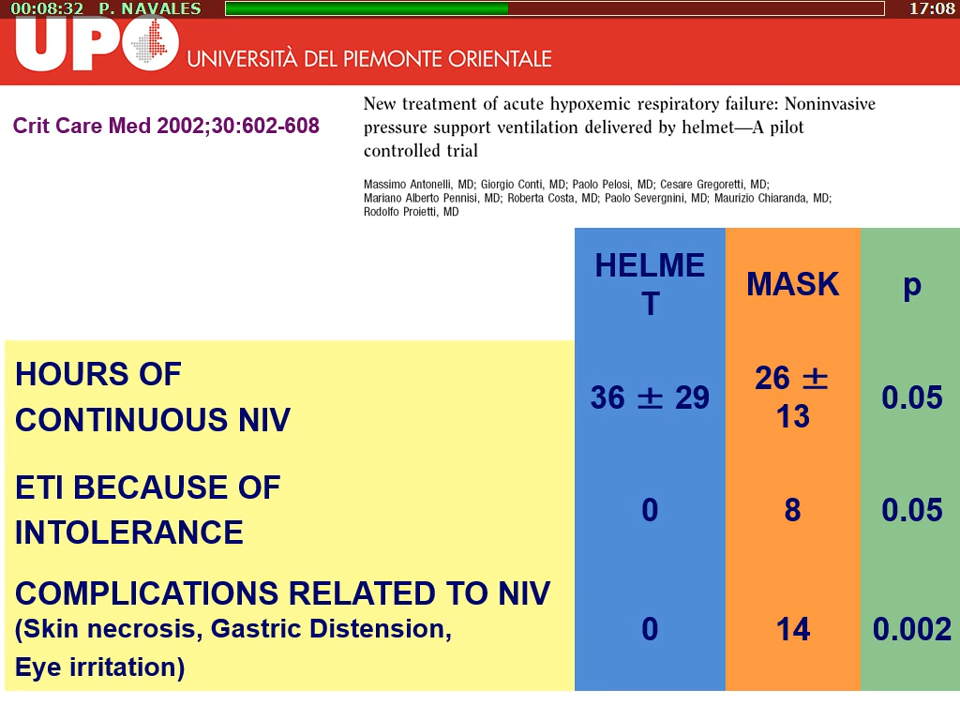 00:08:32 P. NAVALES 17:08
UPO UNIVERSITÀ DEL PIEMONTE ORIENTALE
Crit Care Med 2002;30:602-608
New treatment of acute hypoxemic respiratory failure: Noninvasive
pressure support ventilation delivered by helmet—A pilot
controlled trial
Massimo Antonelli, MD; Giorgio Conti, MD; Paolo Pelosi, MD; Cesare Gregoretti, MD;
Mariano Alberto Pennisi, MD; Roberta Costa, MD; Paolo Severgnini, MD; Maurizio Chiaranda, MD;
Rodolfo Proietti, MD
HELME
T
MASK
p
HOURS OF
CONTINUOUS NIV
36 ± 29
26 ±
13
0.05
ETI BECAUSE OF
INTOLERANCE
0
8
0.05
COMPLICATIONS RELATED TO NIV
(Skin necrosis, Gastric Distension,
Eye irritation)
0
14
0.002